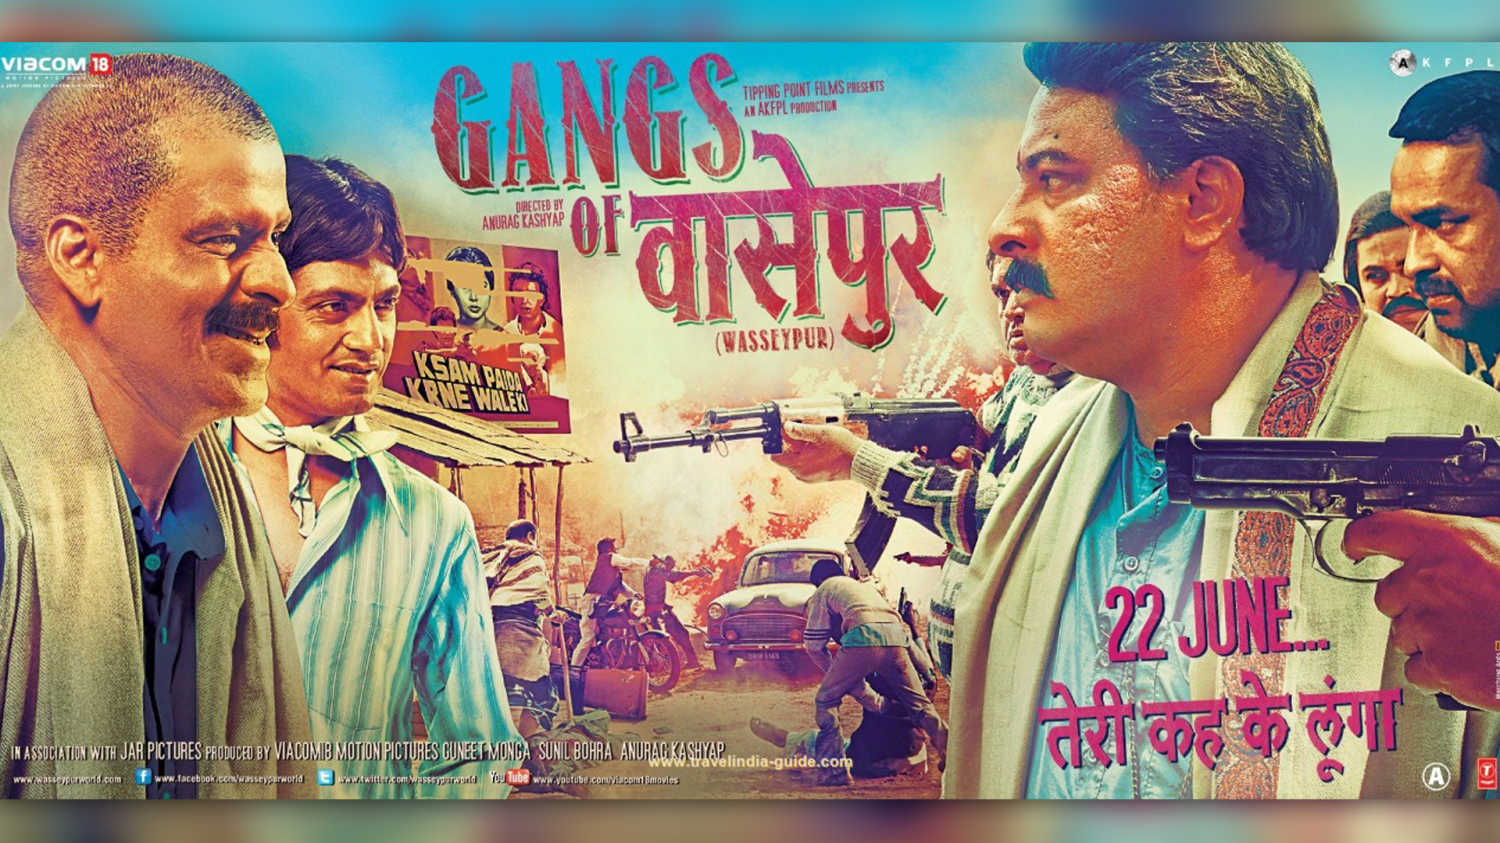 VIACOM 18
MOTION PICTURES
GANGS
OF वासेपुर
(WASSEYPUR)
TIPPING POINT FILMS PRESENTS
AN AKFPL PRODUCTION
DIRECTED BY
ANURAG KASHYAP
AKFPL
KSAM PAIDA
KRNE WALE KI
22 JUNE...
तेरी कह के लूंगा
IN ASSOCIATION WITH JAR PICTURES PRODUCED BY VIACOM18 MOTION PICTURES GUNEET MONGA SUNIL BOHRA ANURAG KASHYAP
www.wasseypurworld.com f www.facebook.com/wasseypurworld www.twitter.com/wasseypurworld YouTube www.youtube.com/viacom18movies
www.travelindia-guide.com
A
T